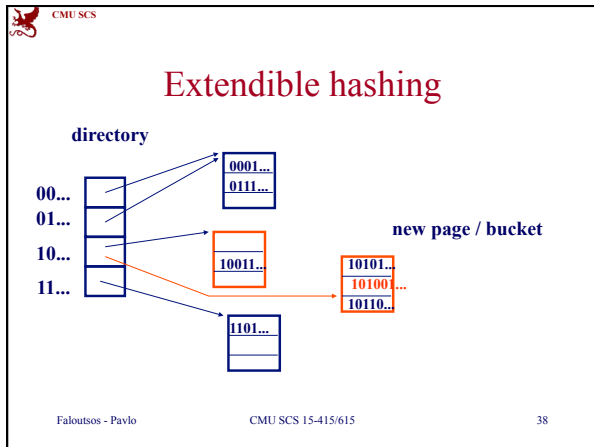 CMU SCS
Extendible hashing
directory
00...
01...
10...
11...
0001...
0111...
10011...
1101...
new page / bucket
10101...
101001...
10110...
Faloutsos - Pavlo
CMU SCS 15-415/615
38